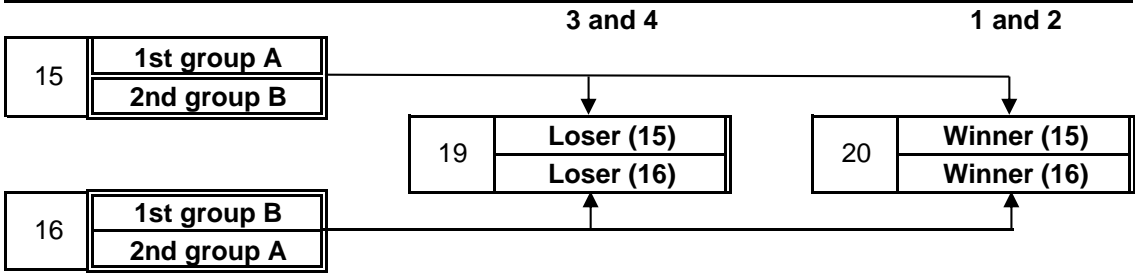 3 and 4
1 and 2
15
1st group A
2nd group B
19
Loser (15)
Loser (16)
20
Winner (15)
Winner (16)
16
1st group B
2nd group A